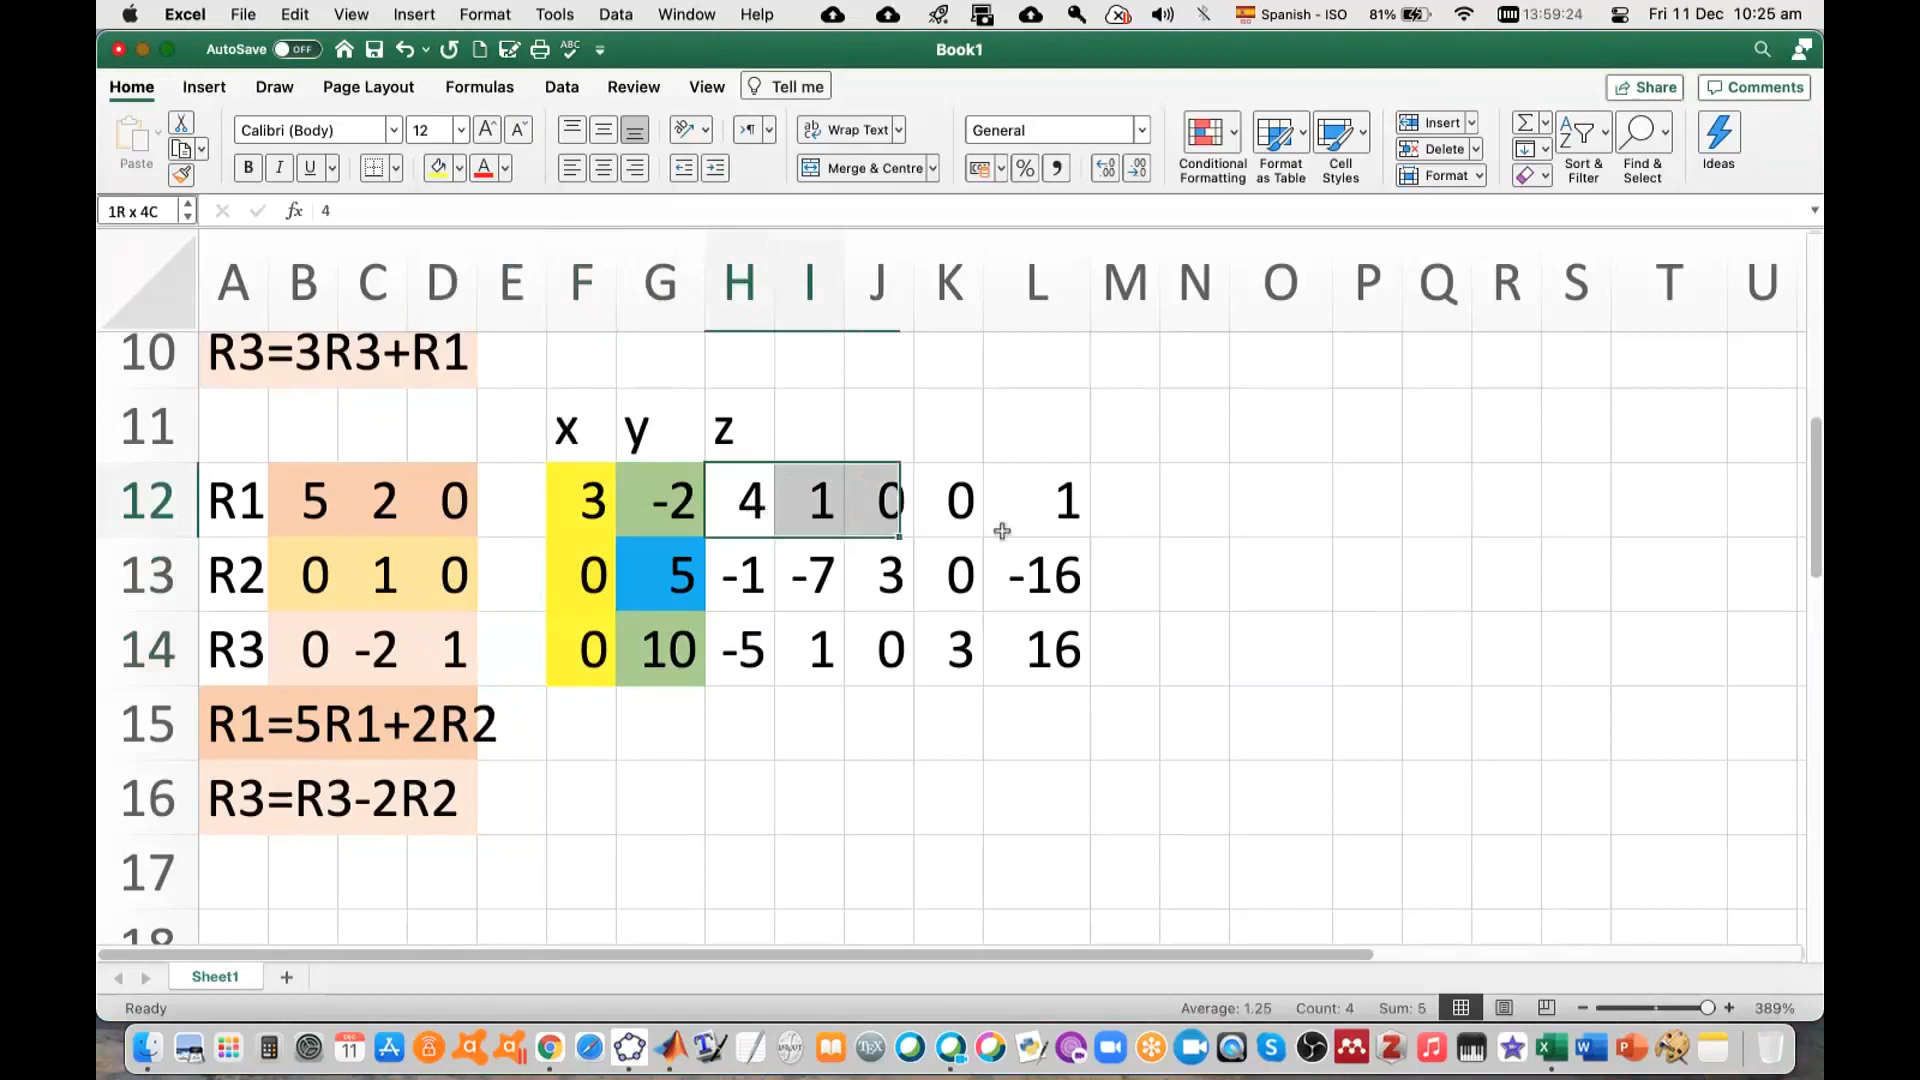 Excel File Edit View Insert Format Tools Data Window Help Spanish - ISO 81% 13:59:24 Fri 11 Dec 10:25 am
AutoSave OFF ABC Book1
Home Insert Draw Page Layout Formulas Data Review View Tell me Share Comments
Paste Calibri (Body) 12 A A Wrap Text General Insert
B I U A Merge & Centre % Delete
Conditional Formatting Format as Table Cell Styles Format Sort & Filter Find & Select Ideas
1R x 4C fx 4
A B C D E F G H I J K L M N O P Q R S T U
10 R3=3R3+R1
11 x y z
12 R1 5 2 0 3 -2 4 1 0 0 1
13 R2 0 1 0 0 5 -1 -7 3 0 -16
14 R3 0 -2 1 0 10 -5 1 0 3 16
15 R1=5R1+2R2
16 R3=R3-2R2
17
18
Sheet1 +
Ready Average: 1.25 Count: 4 Sum: 5 389%
DEC 11 TEX